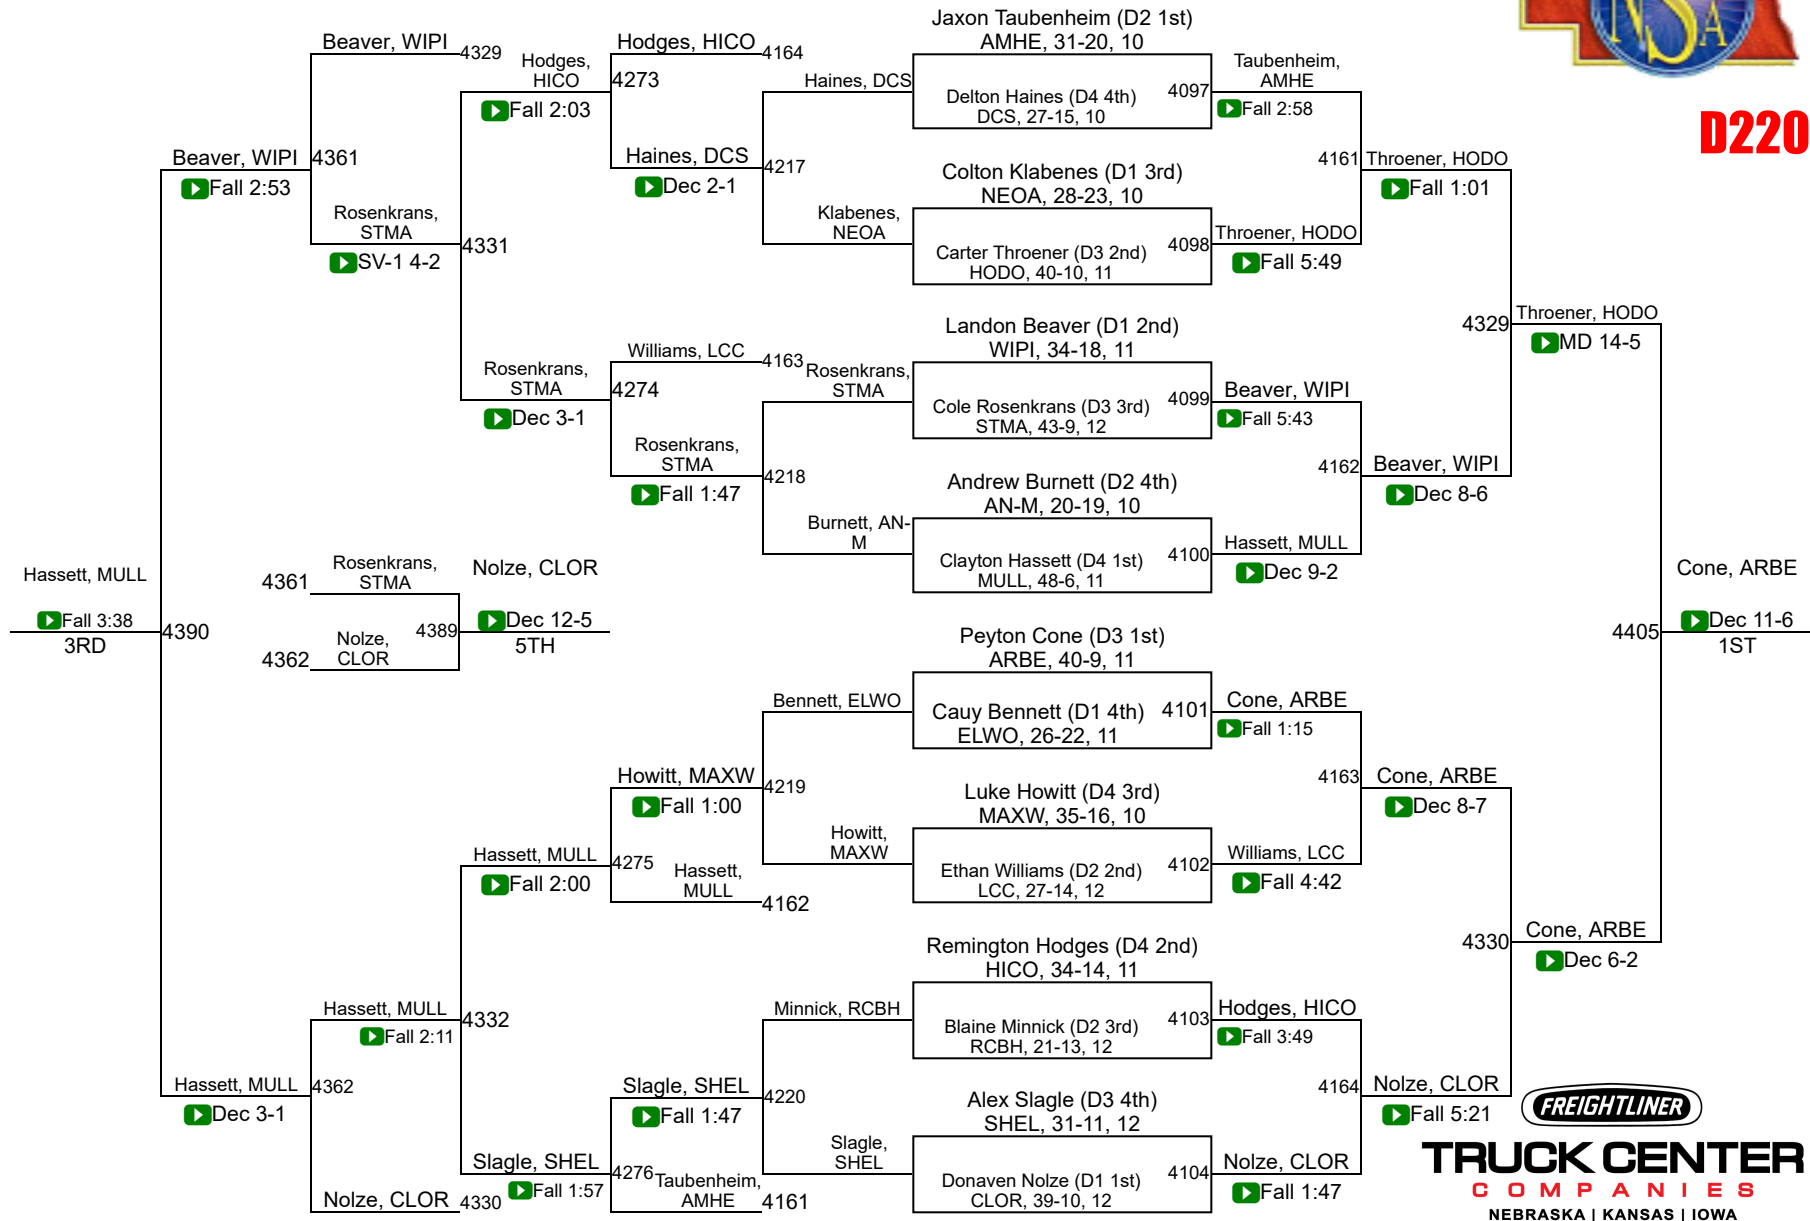 Beaver, WIPI
4329
Hodges,
HICO
Fall 2:03
Hodges, HICO
4164
4273
Haines, DCS
Dec 2-1
4217
Haines, DCS
Klabenes,
NEOA
Jaxon Taubenheim (D2 1st)
AMHE, 31-20, 10
Delton Haines (D4 4th)
DCS, 27-15, 10
4097
Taubenheim,
AMHE
Fall 2:58
NSA
D220
Beaver, WIPI
Fall 2:53
4361
Rosenkrans,
STMA
SV-1 4-2
4331
Colton Klabenes (D1 3rd)
NEOA, 28-23, 10
Carter Throener (D3 2nd)
HODO, 40-10, 11
4098
Throener, HODO
Fall 5:49
4161
Throener, HODO
Fall 1:01
Rosenkrans,
STMA
Dec 3-1
Williams, LCC
4163
4274
Rosenkrans,
STMA
Fall 1:47
4218
Rosenkrans,
STMA
Burnett, AN-
M
Landon Beaver (D1 2nd)
WIPI, 34-18, 11
Cole Rosenkrans (D3 3rd)
STMA, 43-9, 12
4099
Beaver, WIPI
Fall 5:43
4329
Throener, HODO
MD 14-5
Andrew Burnett (D2 4th)
AN-M, 20-19, 10
Clayton Hassett (D4 1st)
MULL, 48-6, 11
4100
Hassett, MULL
Dec 9-2
4162
Beaver, WIPI
Dec 8-6
Hassett, MULL
Fall 3:38
3RD
4390
4361
Rosenkrans,
STMA
4362
Nolze,
CLOR
4389
Nolze, CLOR
Dec 12-5
5TH
4405
Cone, ARBE
Dec 11-6
1ST
Peyton Cone (D3 1st)
ARBE, 40-9, 11
Cauy Bennett (D1 4th)
ELWO, 26-22, 11
4101
Cone, ARBE
Fall 1:15
Bennett, ELWO
Howitt, MAXW
Fall 1:00
4219
Howitt,
MAXW
Luke Howitt (D4 3rd)
MAXW, 35-16, 10
Ethan Williams (D2 2nd)
LCC, 27-14, 12
4102
Williams, LCC
Fall 4:42
4163
Cone, ARBE
Dec 8-7
Hassett, MULL
Fall 2:00
4275
Hassett,
MULL
4162
Remington Hodges (D4 2nd)
HICO, 34-14, 11
Blaine Minnick (D2 3rd)
RCBH, 21-13, 12
4103
Hodges, HICO
Fall 3:49
4330
Cone, ARBE
Dec 6-2
Hassett, MULL
Fall 2:11
4332
Minnick, RCBH
Slagle, SHEL
Fall 1:47
4220
Slagle,
SHEL
Alex Slagle (D3 4th)
SHEL, 31-11, 12
Donaven Nolze (D1 1st)
CLOR, 39-10, 12
4104
Nolze, CLOR
Fall 1:47
4164
Nolze, CLOR
Fall 5:21
Hassett, MULL
Dec 3-1
4362
Nolze, CLOR
4330
Slagle, SHEL
Fall 1:57
4276
Taubenheim,
AMHE
4161
FREIGHTLINER
TRUCK CENTER
COMPANIES
NEBRASKA | KANSAS | IOWA